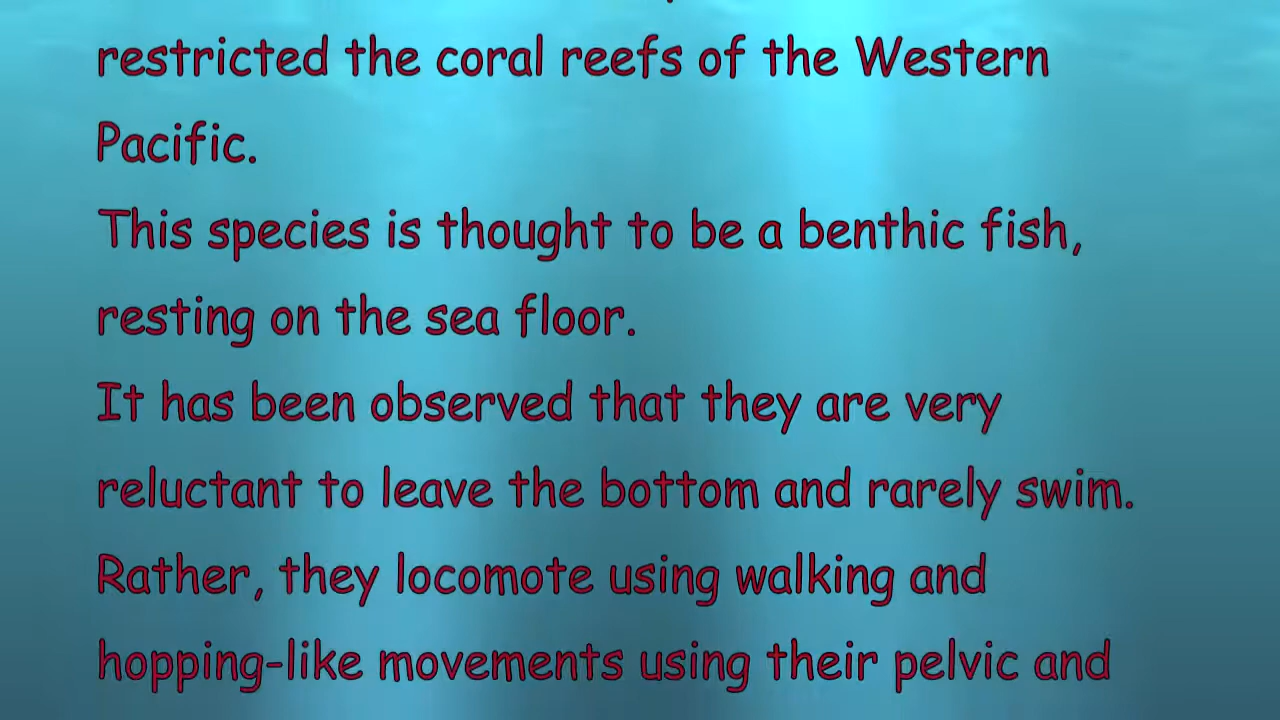 restricted the coral reefs of the Western
Pacific.
This species is thought to be a benthic fish,
resting on the sea floor.
It has been observed that they are very
reluctant to leave the bottom and rarely swim.
Rather, they locomote using walking and
hopping-like movements using their pelvic and